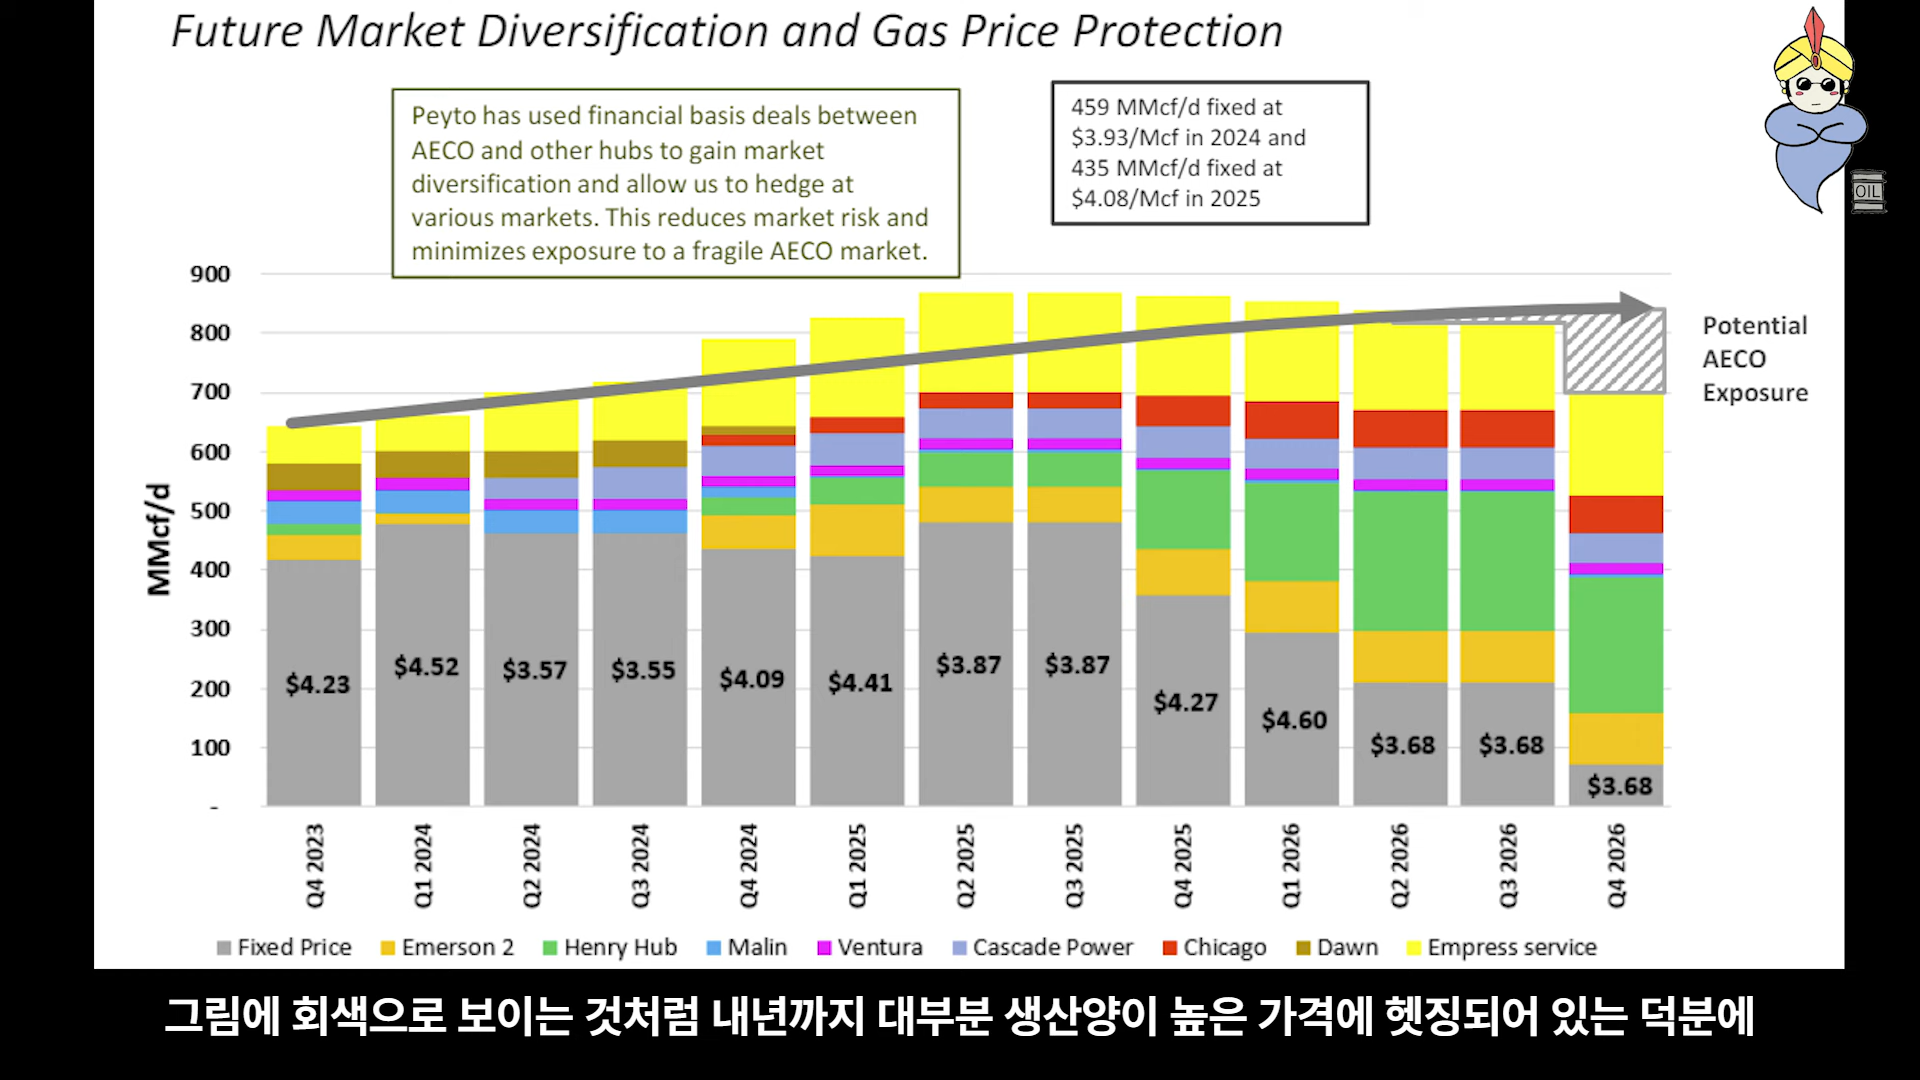 Future Market Diversification and Gas Price Protection
Peyto has used financial basis deals between
AECO and other hubs to gain market
diversification and allow us to hedge at
various markets. This reduces market risk and
minimizes exposure to a fragile AECO market.
459 MMcf/d fixed at
$3.93/Mcf in 2024 and
435 MMcf/d fixed at
$4.08/Mcf in 2025
OIL
900
800
700
600
500
400
300
200
100
-
MMcf/d
Potential
AECO
Exposure
$4.23
$4.52
$3.57
$3.55
$4.09
$4.41
$3.87
$3.87
$4.27
$4.60
$3.68
$3.68
$3.68
Q4 2023
Q1 2024
Q2 2024
Q3 2024
Q4 2024
Q1 2025
Q2 2025
Q3 2025
Q4 2025
Q1 2026
Q2 2026
Q3 2026
Q4 2026
Fixed Price Emerson 2 Henry Hub Malin Ventura Cascade Power Chicago Dawn Empress service
그림에 회색으로 보이는 것처럼 내년까지 대부분 생산양이 높은 가격에 헷징되어 있는 덕분에